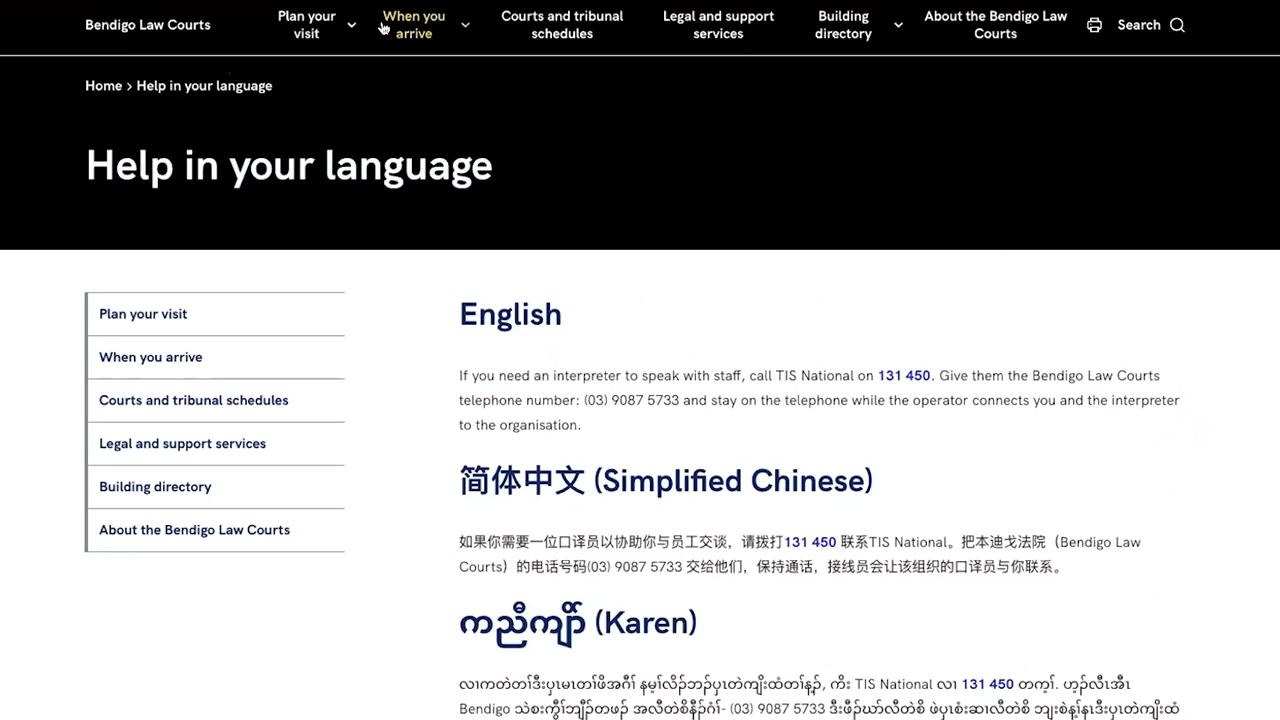 Bendigo Law Courts
Plan your
visit
When you
arrive
Courts and tribunal
schedules
Legal and support
services
Building
directory
About the Bendigo Law
Courts
Search
Home > Help in your language
Help in your language
Plan your visit
When you arrive
Courts and tribunal schedules
Legal and support services
Building directory
About the Bendigo Law Courts
English
If you need an interpreter to speak with staff, call TIS National on 131 450. Give them the Bendigo Law Courts
telephone number: (03) 9087 5733 and stay on the telephone while the operator connects you and the interpreter
to the organisation.
简体中文 (Simplified Chinese)
如果你需要一位口译员以协助你与员工交谈，请拨打131 450 联系TIS National。把本迪戈法院（Bendigo Law
Courts）的电话号码(03) 9087 5733 交给他们，保持通话，接线员会让该组织的口译员与你联系。
ကညီကျိာ် (Karen)
TIS National လၢ 131 450
Bendigo (03) 9087 5733